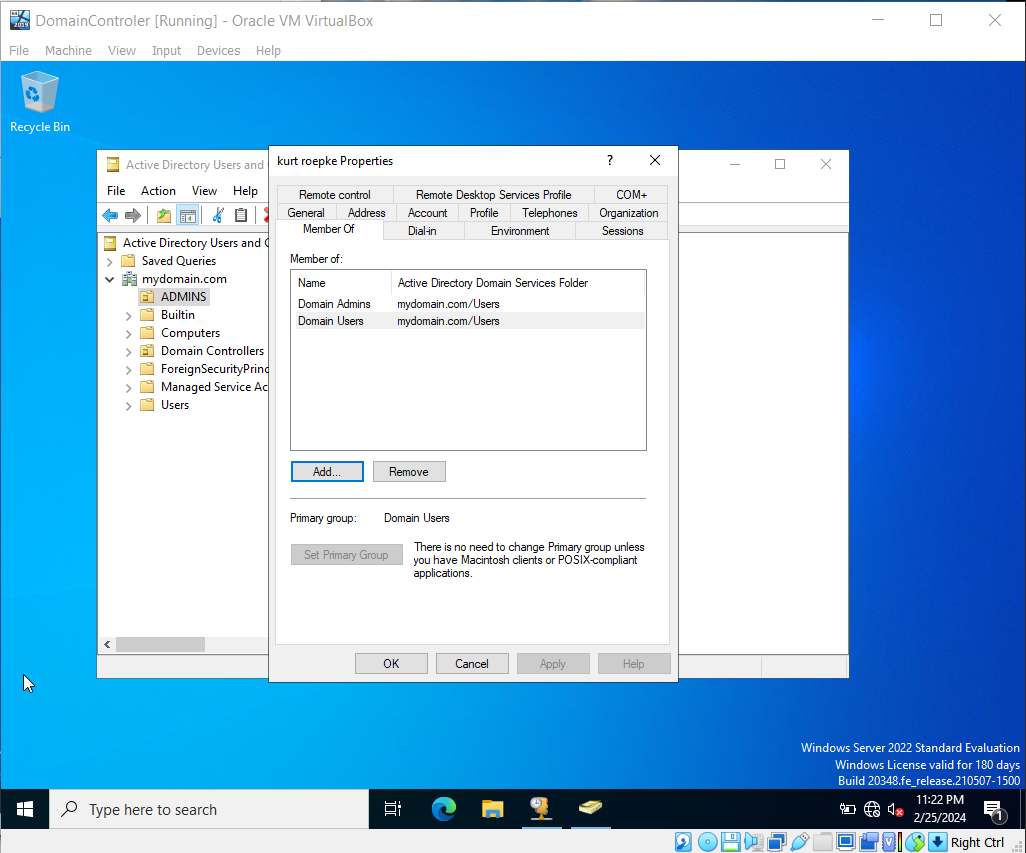 DomainControler [Running] - Oracle VM VirtualBox
File Machine View Input Devices Help
Recycle Bin
Active Directory Users and
File Action View Help
Active Directory Users and C
Saved Queries
mydomain.com
ADMINS
Builtin
Computers
Domain Controllers
ForeignSecurityPrinc
Managed Service Ac
Users
kurt roepke Properties
?
Remote control Remote Desktop Services Profile COM+
General Address Account Profile Telephones Organization
Member Of Dial-in Environment Sessions
Member of:
Name Active Directory Domain Services Folder
Domain Admins mydomain.com/Users
Domain Users mydomain.com/Users
Add... Remove
Primary group: Domain Users
Set Primary Group
There is no need to change Primary group unless
you have Macintosh clients or POSIX-compliant
applications.
OK Cancel Apply Help
Windows Server 2022 Standard Evaluation
Windows License valid for 180 days
Build 20348.fe_release.210507-1500
Type here to search
11:22 PM
2/25/2024
1
Right Ctrl